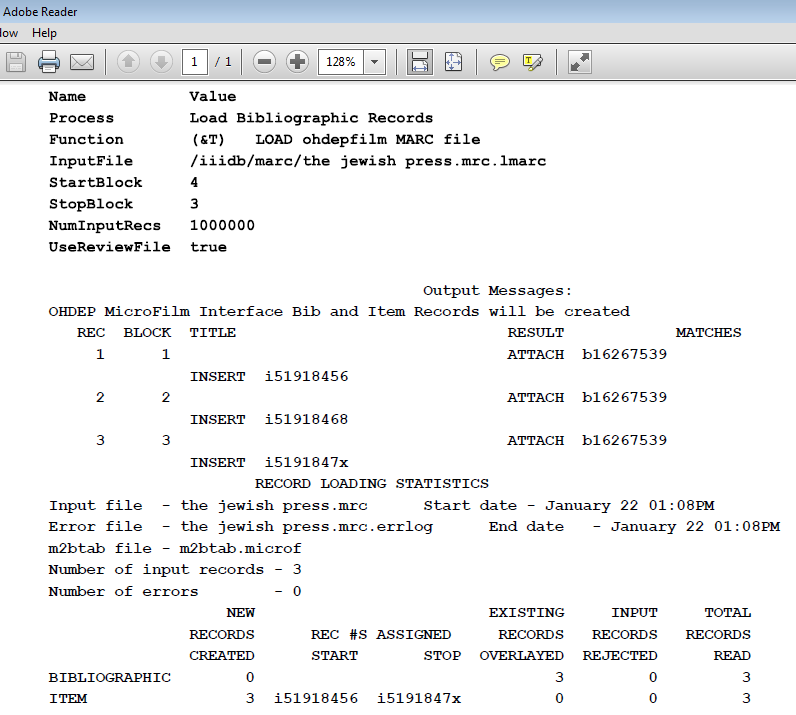 Adobe Reader
low Help
1 / 1 128%
Name Value
Process Load Bibliographic Records
Function (&T) LOAD ohdepfilm MARC file
InputFile /iiidb/marc/the jewish press.mrc.lmarc
StartBlock 4
StopBlock 3
NumInputRecs 1000000
UseReviewFile true
Output Messages:
OHDEP MicroFilm Interface Bib and Item Records will be created
REC BLOCK TITLE RESULT MATCHES
1 1 ATTACH b16267539
INSERT i51918456
2 2 ATTACH b16267539
INSERT i51918468
3 3 ATTACH b16267539
INSERT i5191847x
RECORD LOADING STATISTICS
Input file - the jewish press.mrc Start date - January 22 01:08PM
Error file - the jewish press.mrc.errlog End date - January 22 01:08PM
m2btab file - m2btab.microf
Number of input records - 3
Number of errors - 0
NEW EXISTING INPUT TOTAL
RECORDS REC #S ASSIGNED RECORDS RECORDS RECORDS
CREATED START STOP OVERLAYED REJECTED READ
BIBLIOGRAPHIC 0 3 0 3
ITEM 3 i51918456 i5191847x 0 0 3